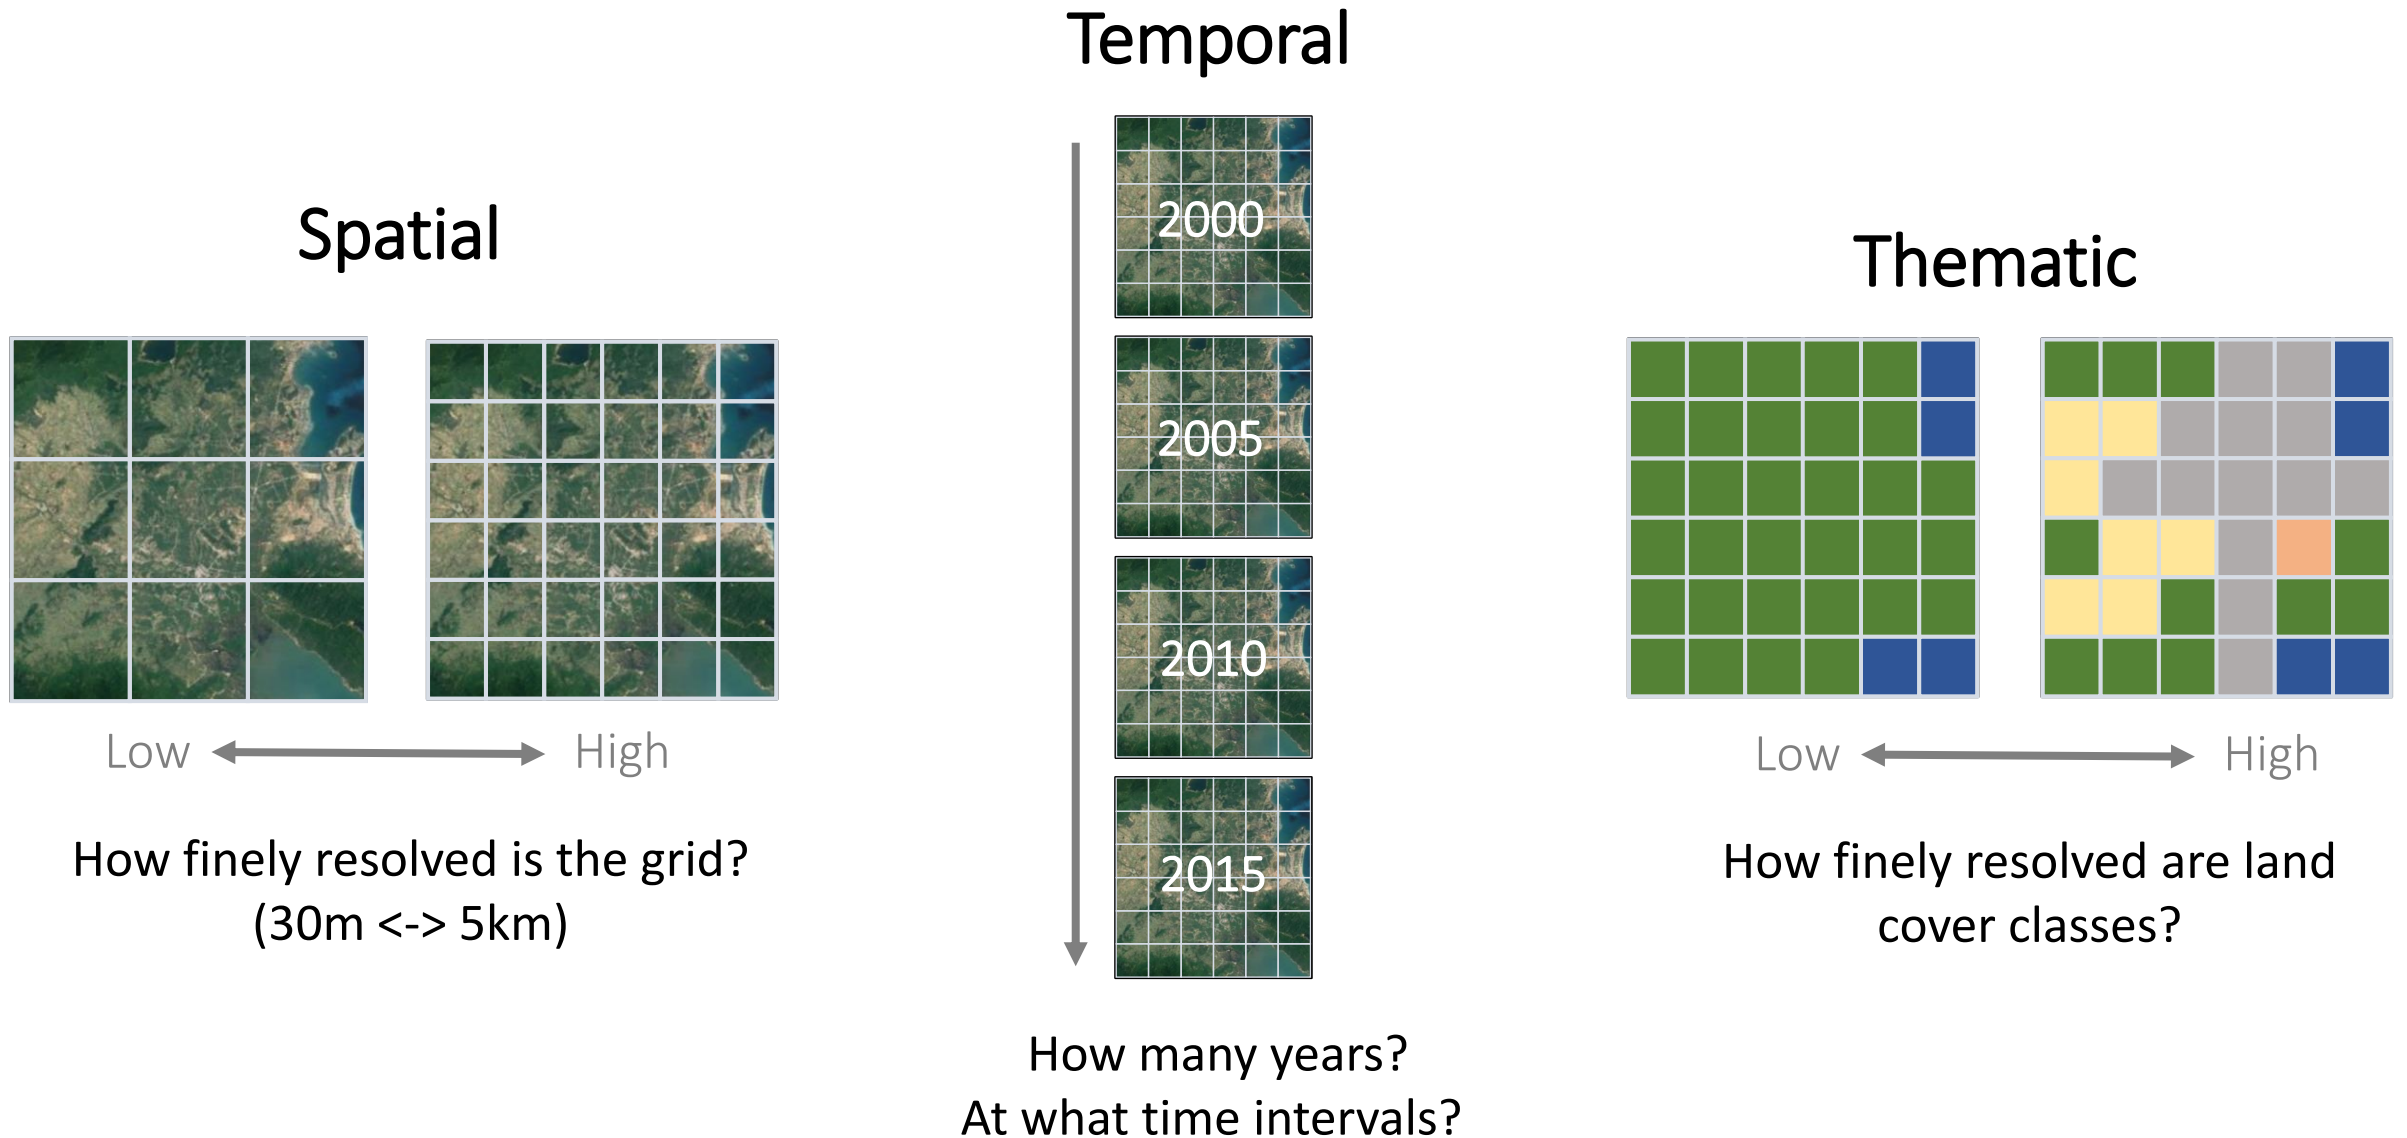 Temporal
Spatial
Thematic
2000
2005
2010
2015
Low
High
Low
High
How finely resolved is the grid?
(30m <-> 5km)
How finely resolved are land
cover classes?
How many years?
At what time intervals?